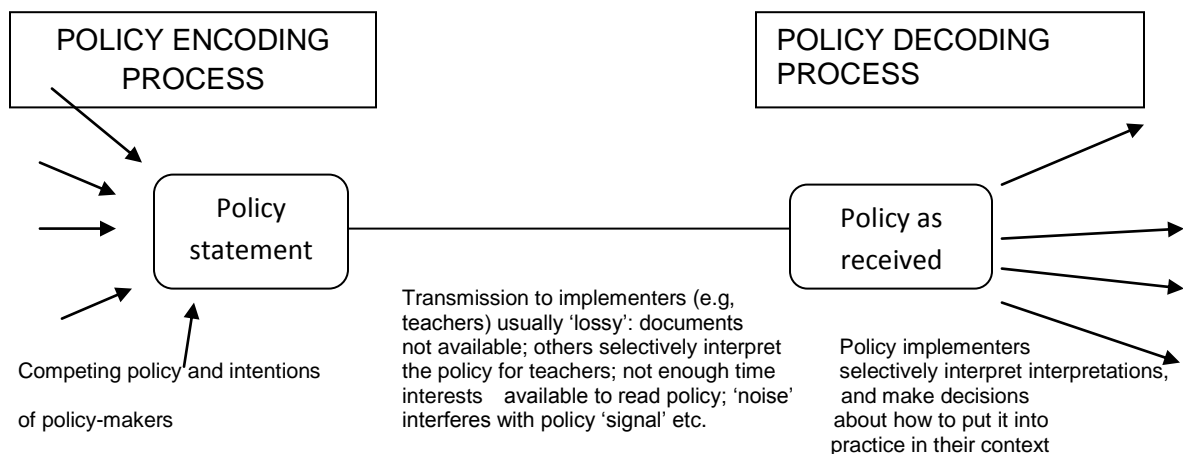 POLICY ENCODING
PROCESS
POLICY DECODING
PROCESS
Policy
statement
Policy as
received
Competing policy and intentions
of policy-makers
Transmission to implementers (e.g,
teachers) usually ‘lossy’: documents
not available; others selectively interpret
the policy for teachers; not enough time
interests available to read policy; ‘noise’
interferes with policy ‘signal’ etc.
Policy implementers
selectively interpret interpretations,
and make decisions
about how to put it into
practice in their context